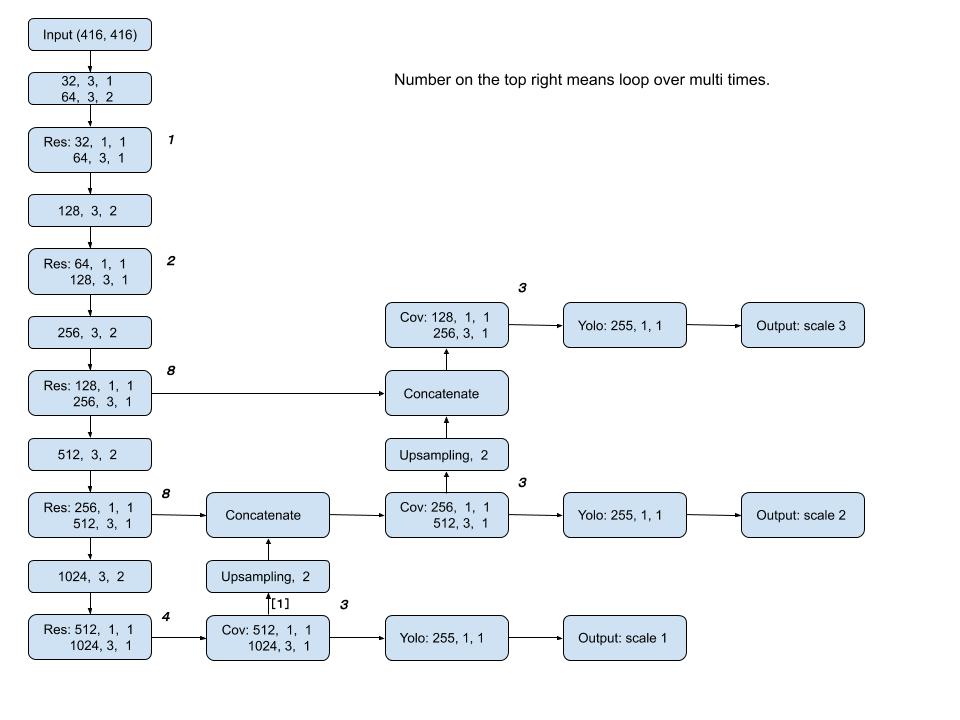 Input (416, 416)
Number on the top right means loop over multi times.
32, 3, 1
64, 3, 2
Res: 32, 1, 1
64, 3, 1
1
128, 3, 2
Res: 64, 1, 1
128, 3, 1
2
256, 3, 2
Res: 128, 1, 1
256, 3, 1
8
512, 3, 2
Res: 256, 1, 1
512, 3, 1
8
1024, 3, 2
Res: 512, 1, 1
1024, 3, 1
4
Concatenate
Upsampling, 2
[1]
Cov: 512, 1, 1
1024, 3, 1
3
Yolo: 255, 1, 1
Output: scale 1
Cov: 128, 1, 1
256, 3, 1
3
Yolo: 255, 1, 1
Output: scale 3
Concatenate
Upsampling, 2
Cov: 256, 1, 1
512, 3, 1
3
Yolo: 255, 1, 1
Output: scale 2